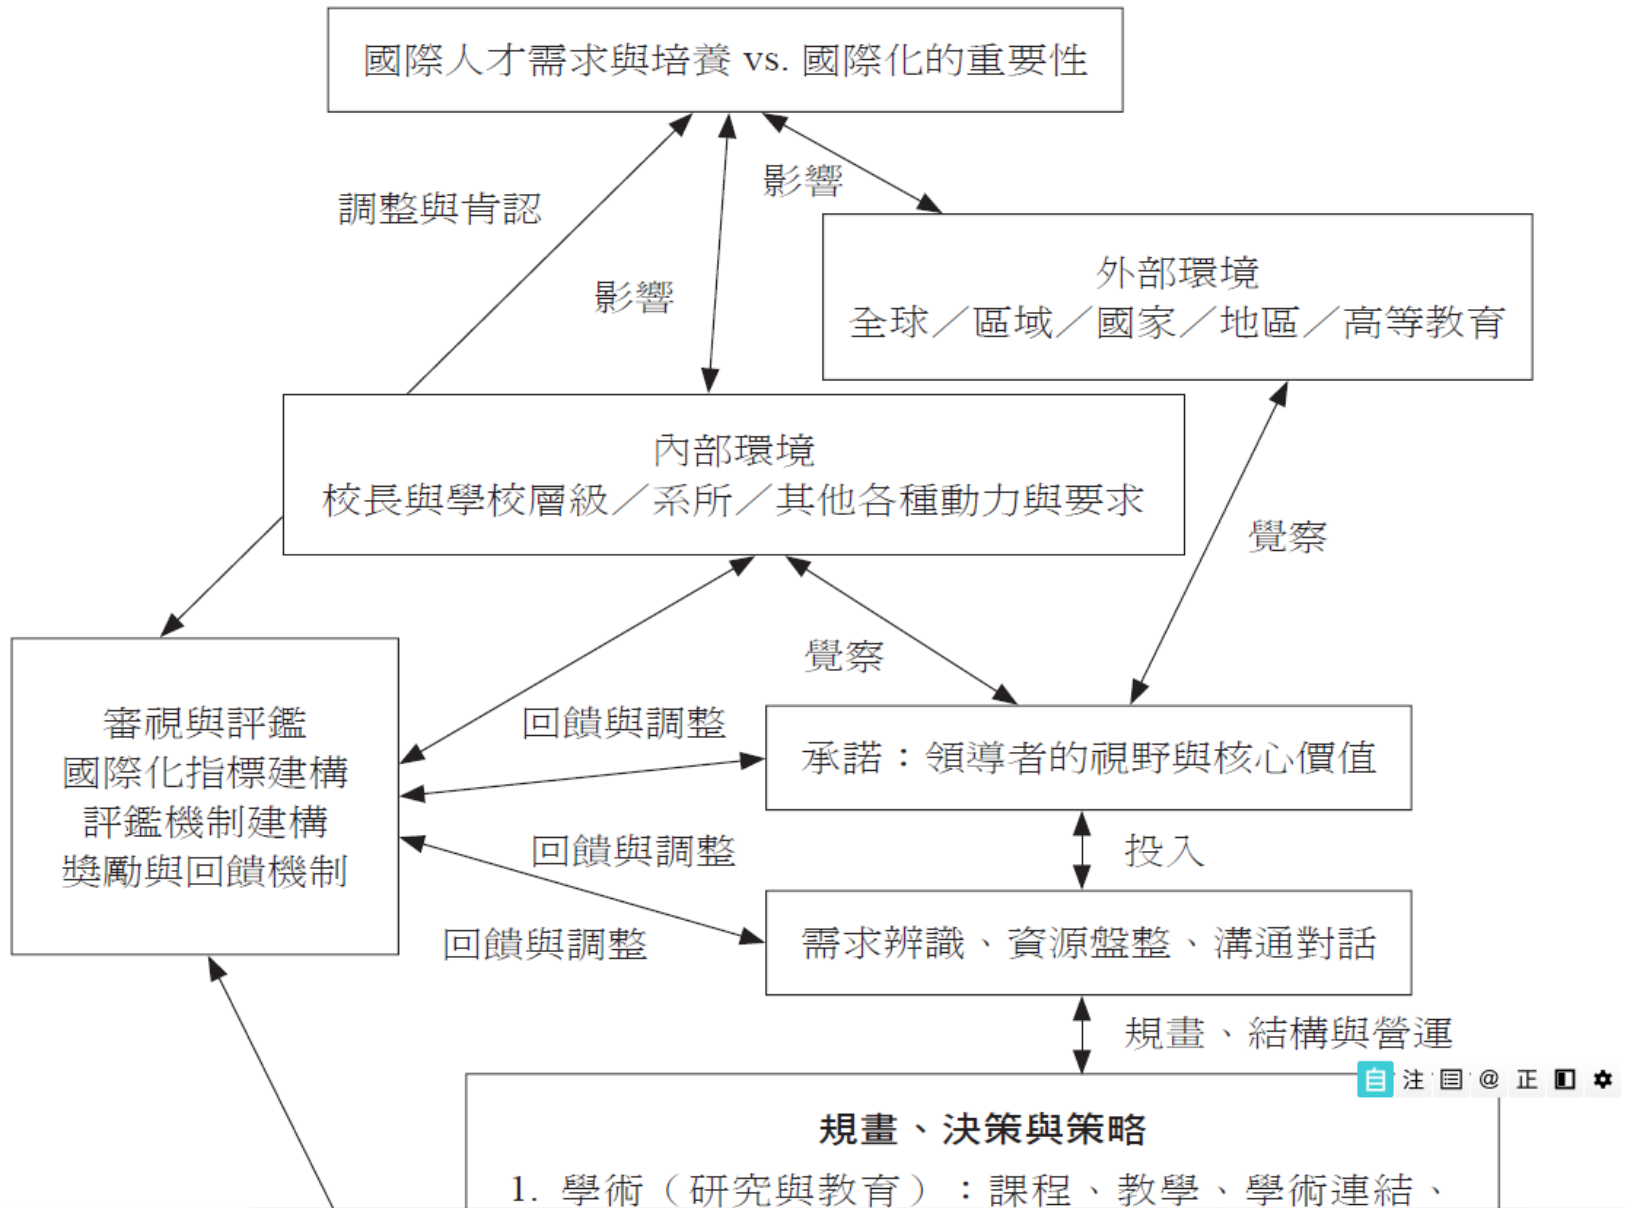 國際人才需求與培養 vs. 國際化的重要性
影響
調整與肯認
影響
外部環境
全球／區域／國家／地區／高等教育
內部環境
校長與學校層級／系所／其他各種動力與要求
覺察
覺察
審視與評鑑
國際化指標建構
評鑑機制建構
獎勵與回饋機制
回饋與調整
承諾：領導者的視野與核心價值
回饋與調整
投入
回饋與調整
需求辨識、資源盤整、溝通對話
規畫、結構與營運
自 注 @ 正
規畫、決策與策略
1. 學術（研究與教育）：課程、教學、學術連結、